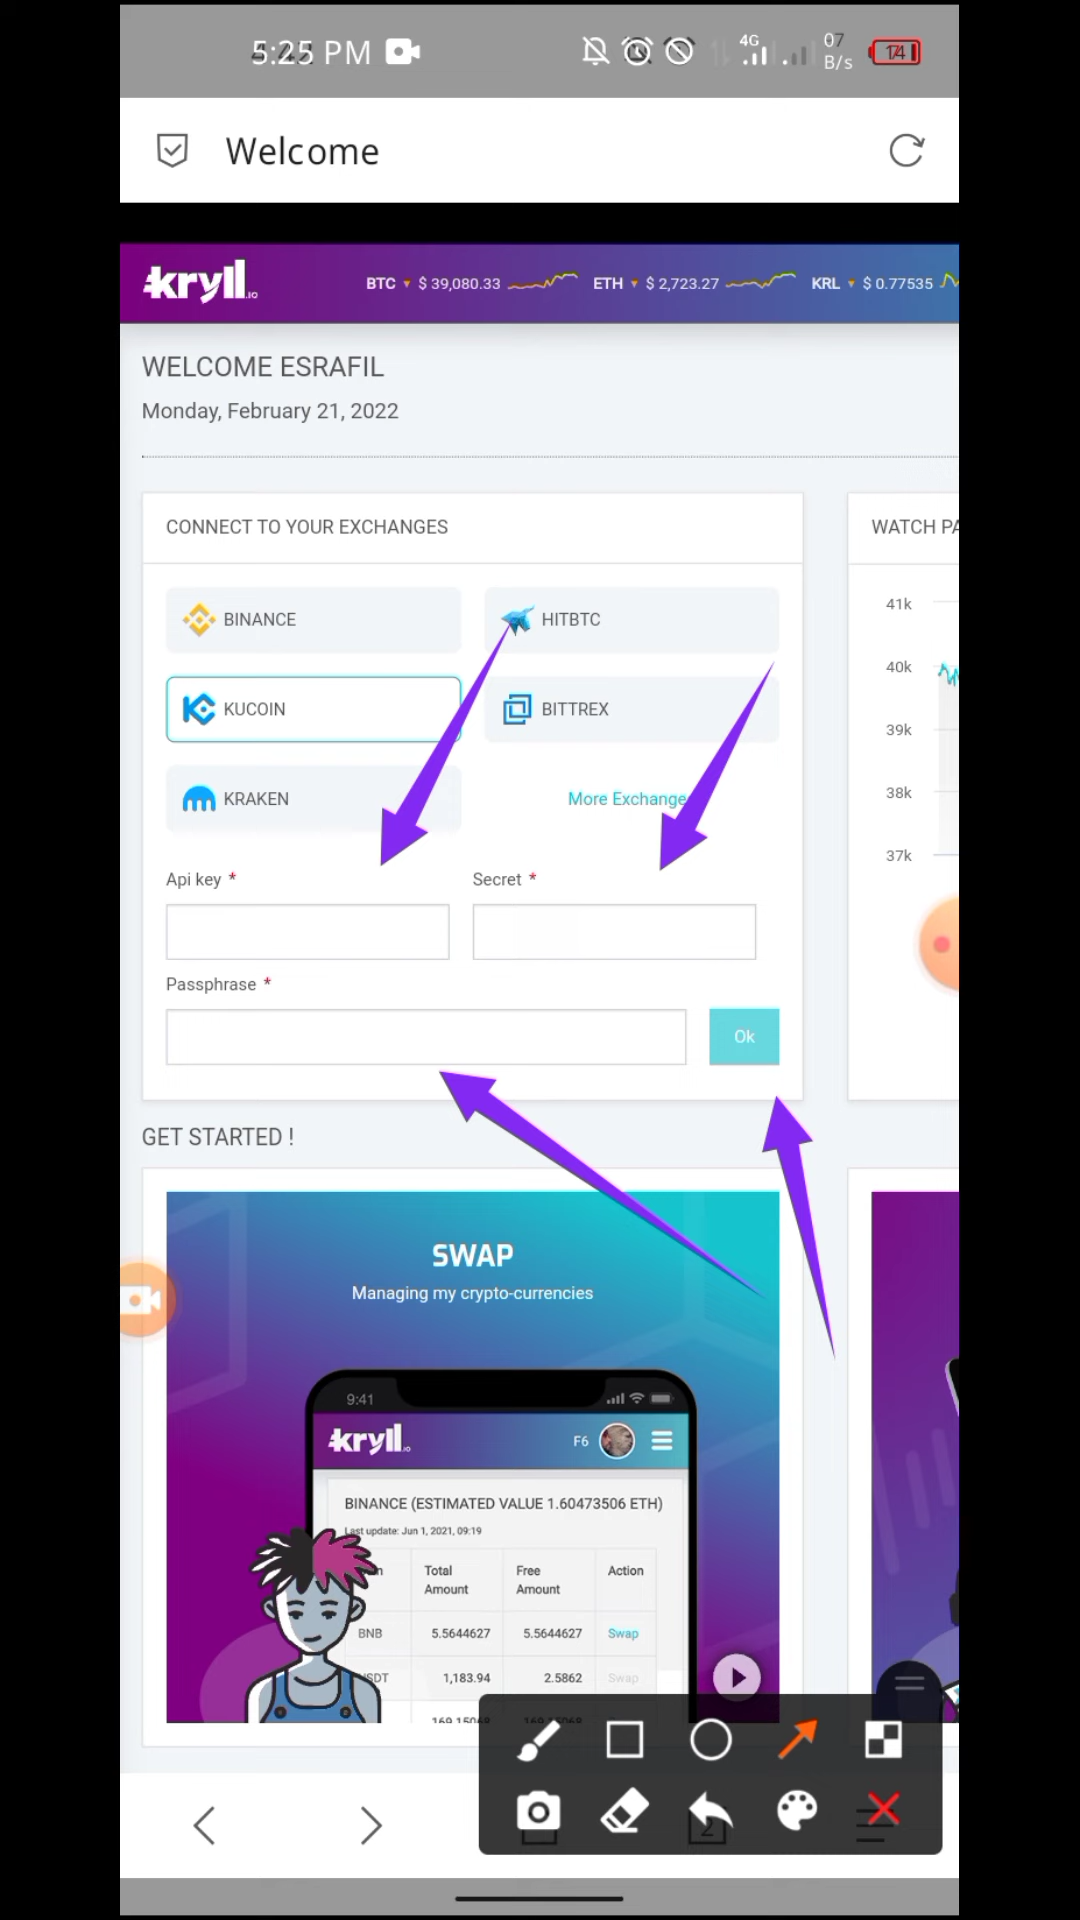 5:25 PM
4G
07
B/s
Welcome
kryll.io
BTC ▼ $ 39,080.33
ETH ▼ $ 2,723.27
KRL ▼ $ 0.77535
WELCOME ESRAFIL
Monday, February 21, 2022
CONNECT TO YOUR EXCHANGES
BINANCE
HITBTC
KUCOIN
BITTREX
KRAKEN
More Exchange
Api key *
Secret *
Passphrase *
Ok
WATCH PA
41k
40k
39k
38k
37k
GET STARTED !
SWAP
Managing my crypto-currencies
9:41
kryll.io
F6
BINANCE (ESTIMATED VALUE 1.60473506 ETH)
Last update: Jun 1, 2021, 09:19
Total Amount
Free Amount
Action
BNB 5.5644627 5.5644627 Swap
SDT 1,183.94 2.5862 Swap
2